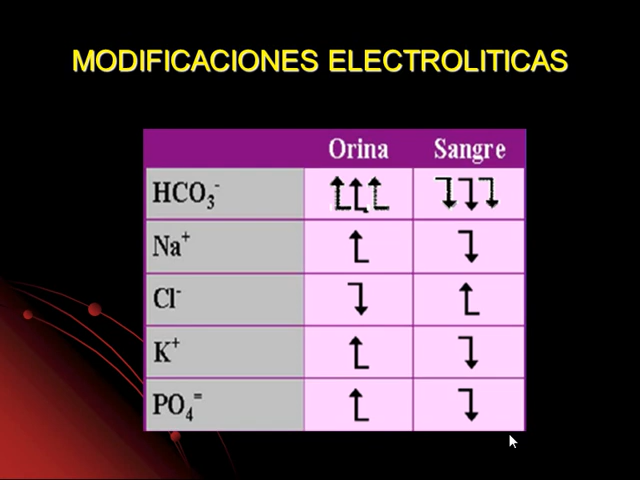 MODIFICACIONES ELECTROLITICAS
Orina Sangre
HCO₃⁻
Na⁺
Cl⁻
K⁺
PO₄⁼